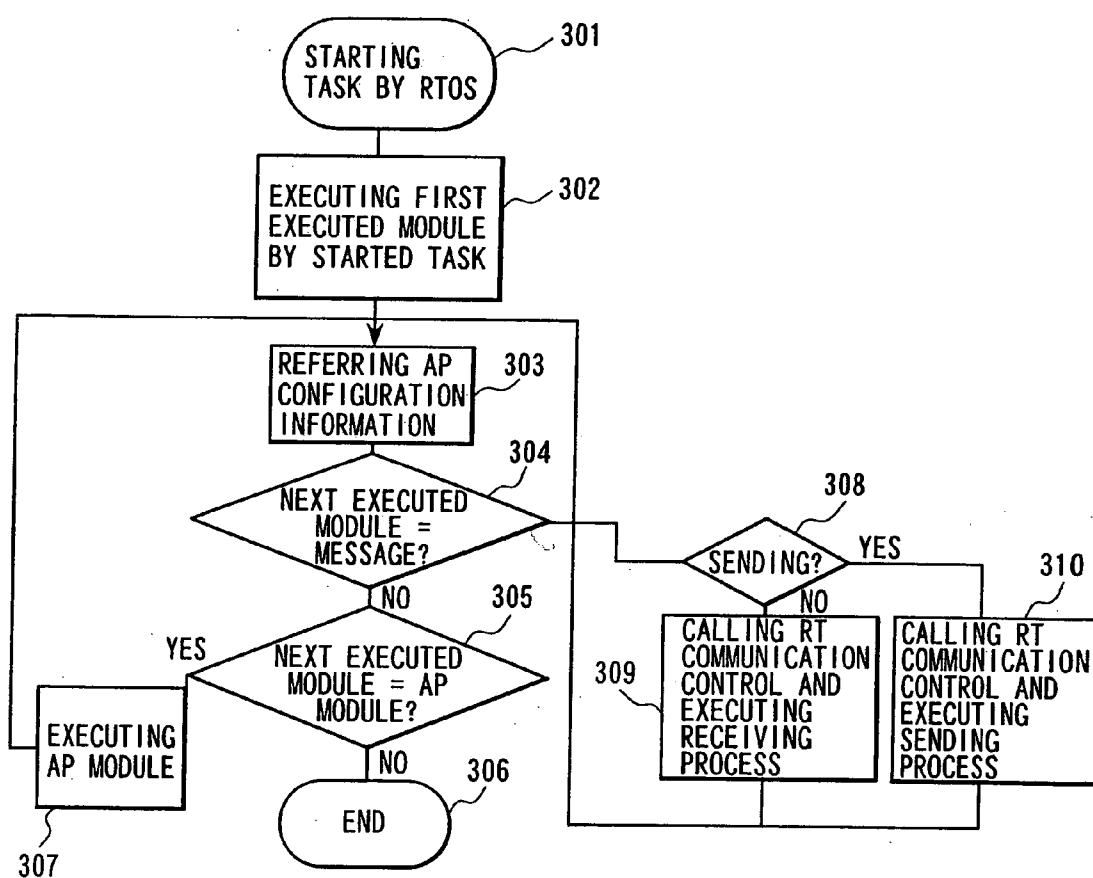 301
STARTING
TASK BY RTOS
302
EXECUTING FIRST
EXECUTED MODULE
BY STARTED TASK
303
REFERRING AP
CONFIGURATION
INFORMATION
304
NEXT EXECUTED
MODULE =
MESSAGE?
NO
305
YES
NEXT EXECUTED
MODULE = AP
MODULE?
NO
307
EXECUTING
AP MODULE
306
END
308
SENDING?
YES
NO
309
CALLING RT
COMMUNICATION
CONTROL AND
EXECUTING
RECEIVING
PROCESS
310
CALLING RT
COMMUNICATION
CONTROL AND
EXECUTING
SENDING
PROCESS